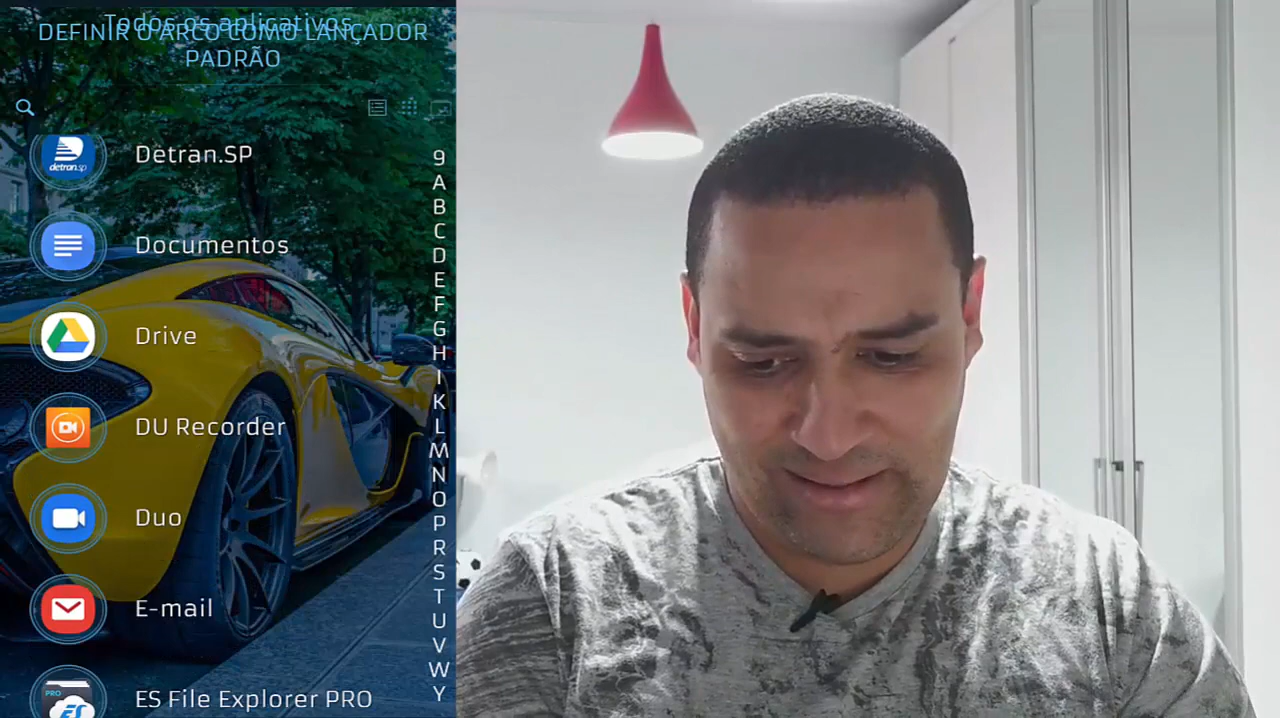 Todos os aplicativos
DEFINIR O ARCO COMO LANÇADOR
PADRÃO
detran.sp
Detran.SP
Documentos
Drive
DU Recorder
Duo
E-mail
PRO
ES
ES File Explorer PRO
9
A
B
C
D
E
F
G
H
I
K
L
M
N
O
P
R
S
T
U
V
W
Y